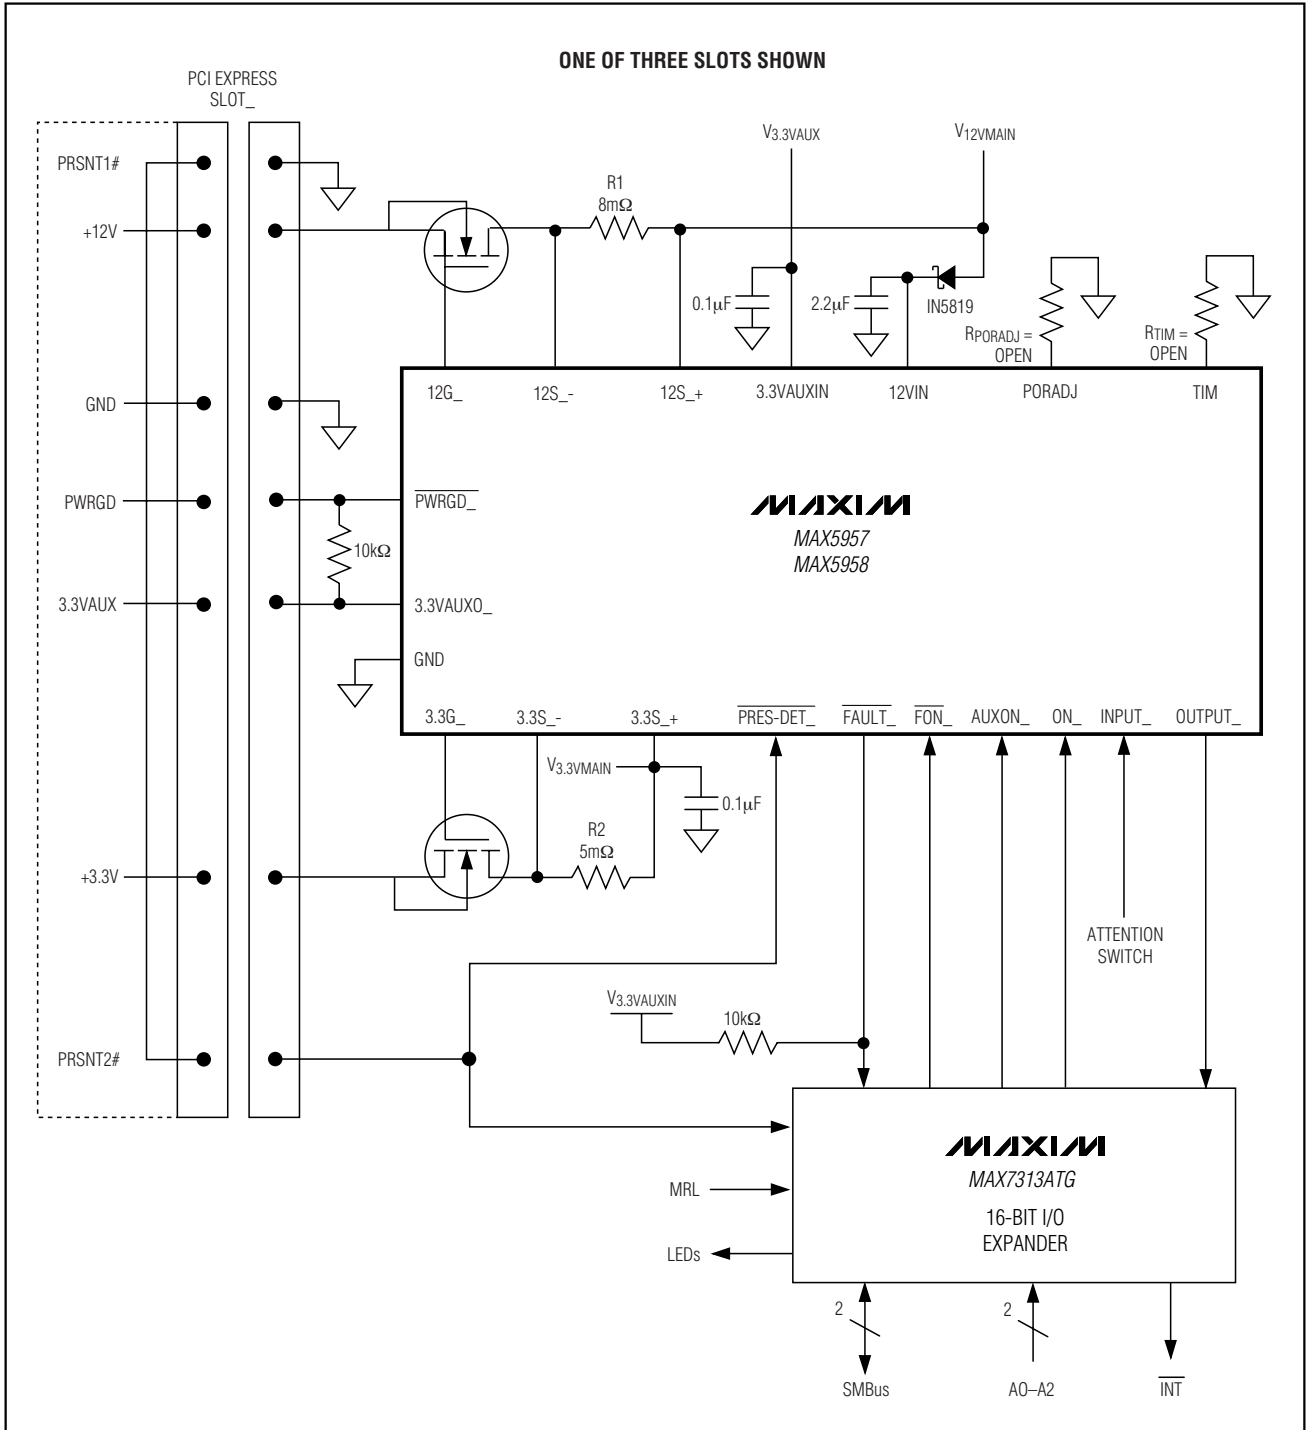 ONE OF THREE SLOTS SHOWN
PCI EXPRESS
SLOT_
V3.3VAUX
V12VMAIN
PRSNT1#
R1
8mΩ
+12V
0.1µF
2.2µF
IN5819
RPORADJ =
OPEN
RTIM =
OPEN
12G_
12S_-
12S_+
3.3VAUXIN
12VIN
PORADJ
TIM
GND
PWRGD
PWRGD_
10kΩ
MAXIM
MAX5957
MAX5958
3.3VAUX
3.3VAUXO_
GND
3.3G_
3.3S_-
3.3S_+
PRES-DET_
FAULT_
FON_
AUXON_
ON_
INPUT_
OUTPUT_
V3.3VMAIN
0.1µF
R2
5mΩ
+3.3V
ATTENTION
SWITCH
V3.3VAUXIN
10kΩ
PRSNT2#
MAXIM
MAX7313ATG
16-BIT I/O
EXPANDER
MRL
LEDs
2
2
SMBus
AO–A2
INT